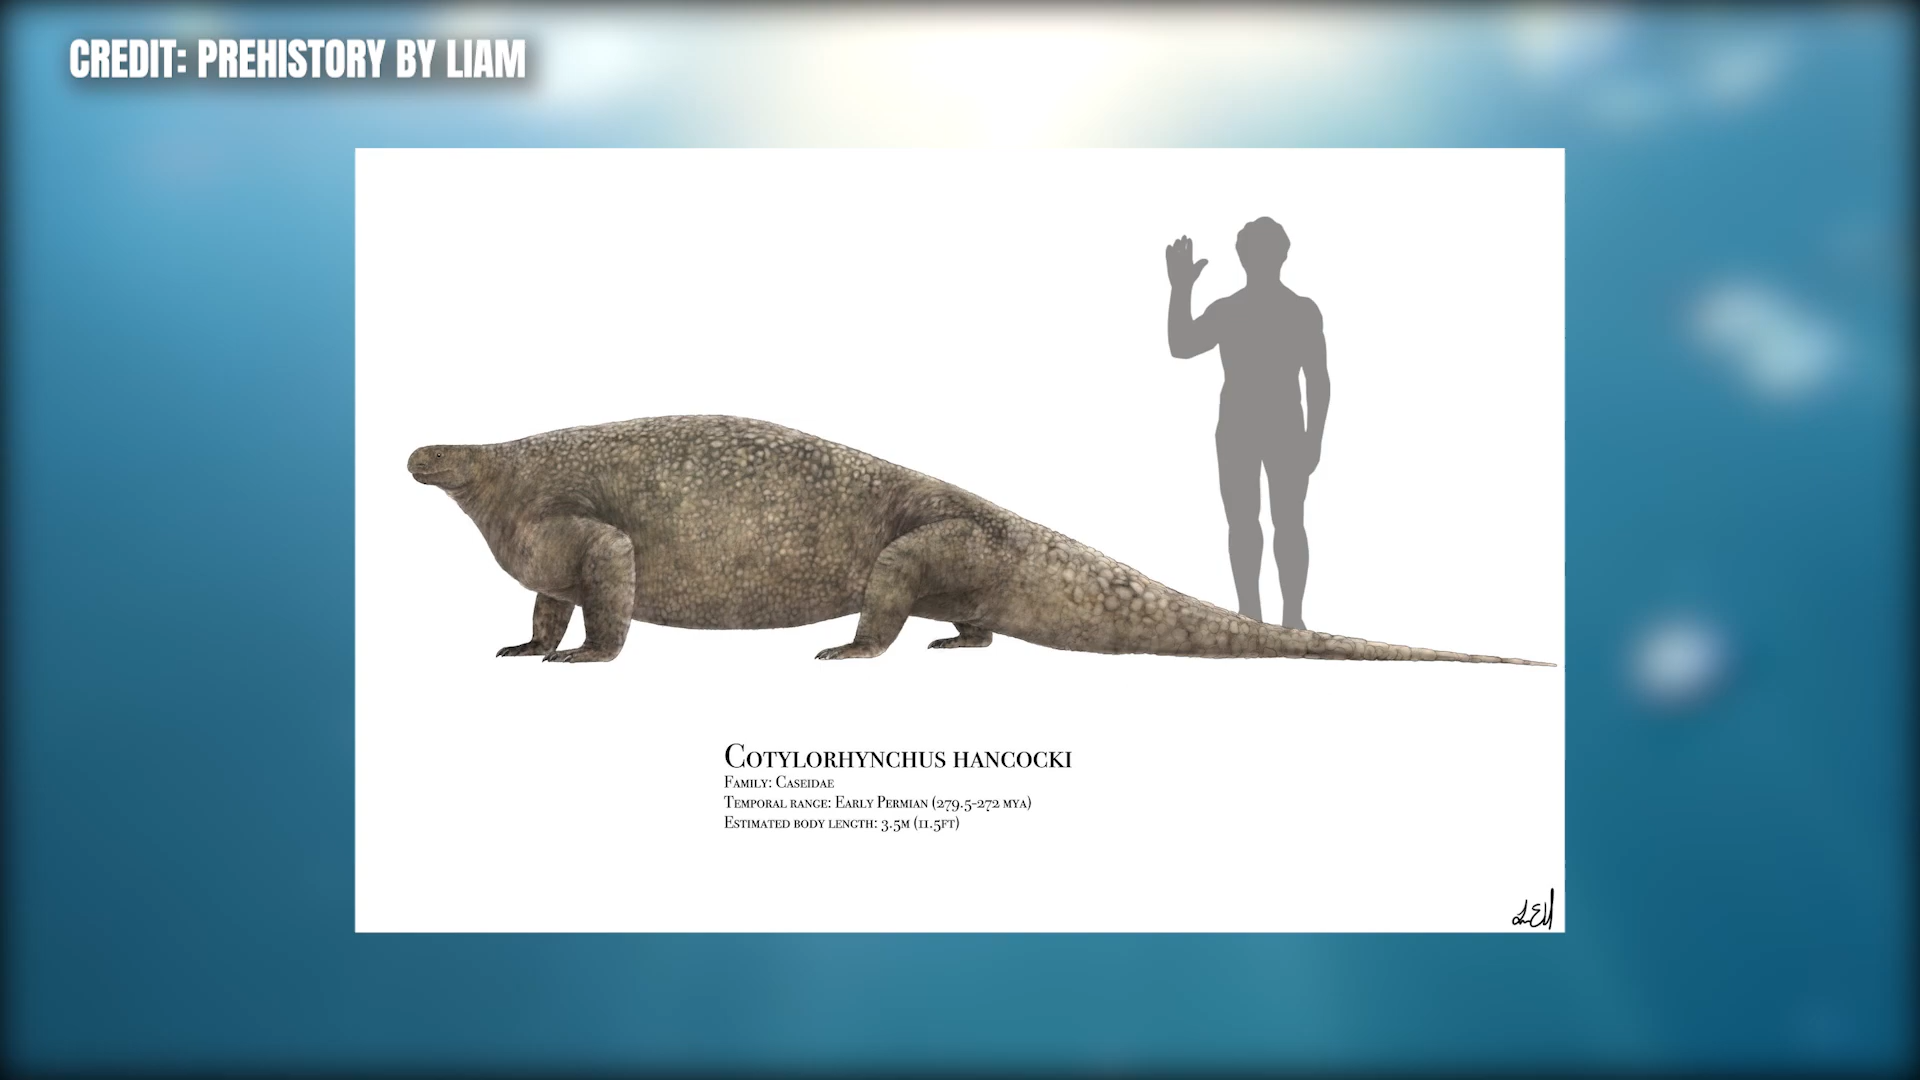 CREDIT: PREHISTORY BY LIAM
Cotylorhynchus hancocki
Family: Caseidae
Temporal range: Early Permian (279.5-272 mya)
Estimated body length: 3.5m (11.5ft)